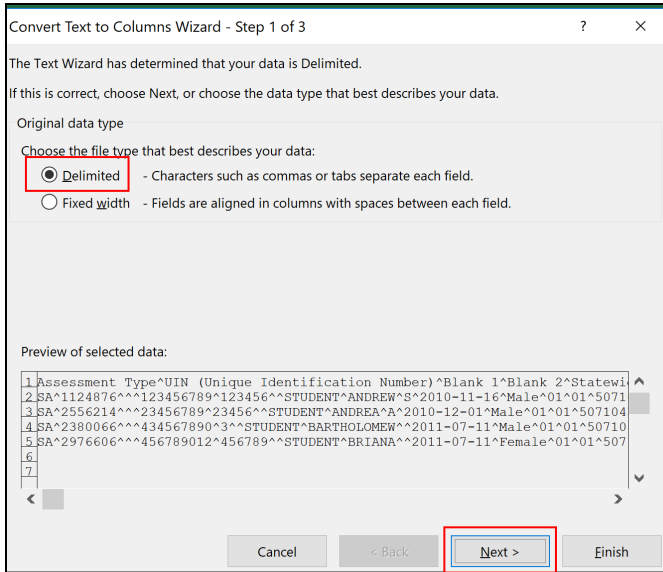 Convert Text to Columns Wizard - Step 1 of 3 ? ×
The Text Wizard has determined that your data is Delimited.
If this is correct, choose Next, or choose the data type that best describes your data.
Original data type
Choose the file type that best describes your data:
Delimited - Characters such as commas or tabs separate each field.
Fixed width - Fields are aligned in columns with spaces between each field.
Preview of selected data:
1 Assessment Type^UIN (Unique Identification Number)^Blank 1^Blank 2^Statewi
2 SA^1124876^^^123456789^123456^^STUDENT^ANDREW^S^2010-11-16^Male^01^01^5071
3 SA^2556214^^^23456789^23456^^STUDENT^ANDREA^A^2010-12-01^Male^01^01^507104
4 SA^2380066^^^434567890^3^^STUDENT^BARTHOLOMEW^^2011-07-11^Male^01^01^50710
5 SA^2976606^^^456789012^456789^^STUDENT^BRIANA^^2011-07-11^Female^01^01^507
6
7
Cancel < Back Next > Finish